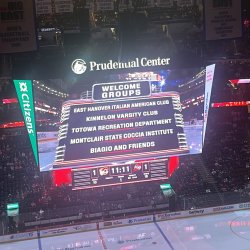 Prudential Center
WELCOME
GROUPS
EAST HANOVER ITALIAN AMERICAN CLUB
KINNELON VARSITY CLUB
TOTOWA RECREATION DEPARTMENT
MONTCLAIR STATE COCCIA INSTITUTE
BIAGIO AND FRIENDS
Citizens
11:11